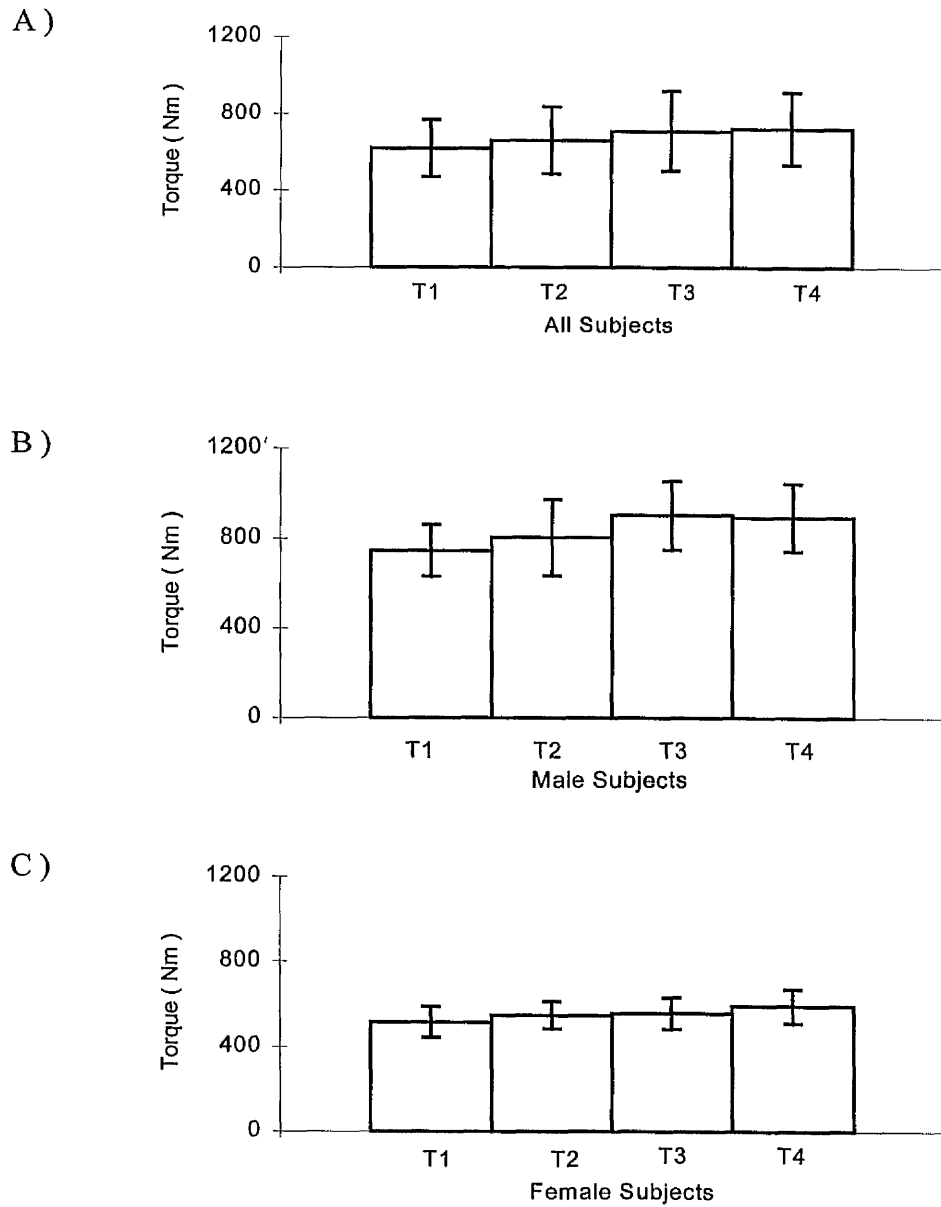 A )
1200
800
400
0
Torque ( Nm )
T1 T2 T3 T4
All Subjects
B )
1200'
800
400
0
Torque ( Nm )
T1 T2 T3 T4
Male Subjects
C )
1200
800
400
0
Torque ( Nm )
T1 T2 T3 T4
Female Subjects